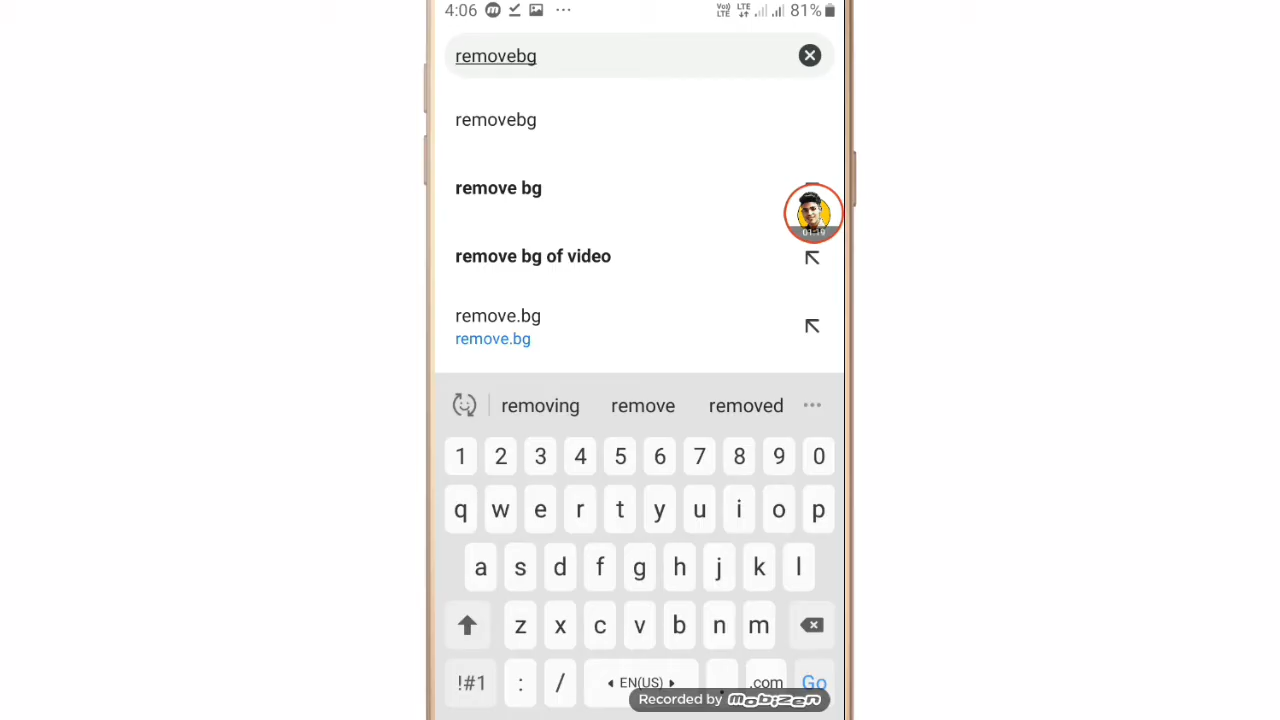 4:06 81%
removebg
removebg
remove bg
remove bg of video
remove.bg
remove.bg
removing remove removed
1 2 3 4 5 6 7 8 9 0
q w e r t y u i o p
a s d f g h j k l
z x c v b n m
!#1 : / EN(US) . .com Go
Recorded by MOBIZEN